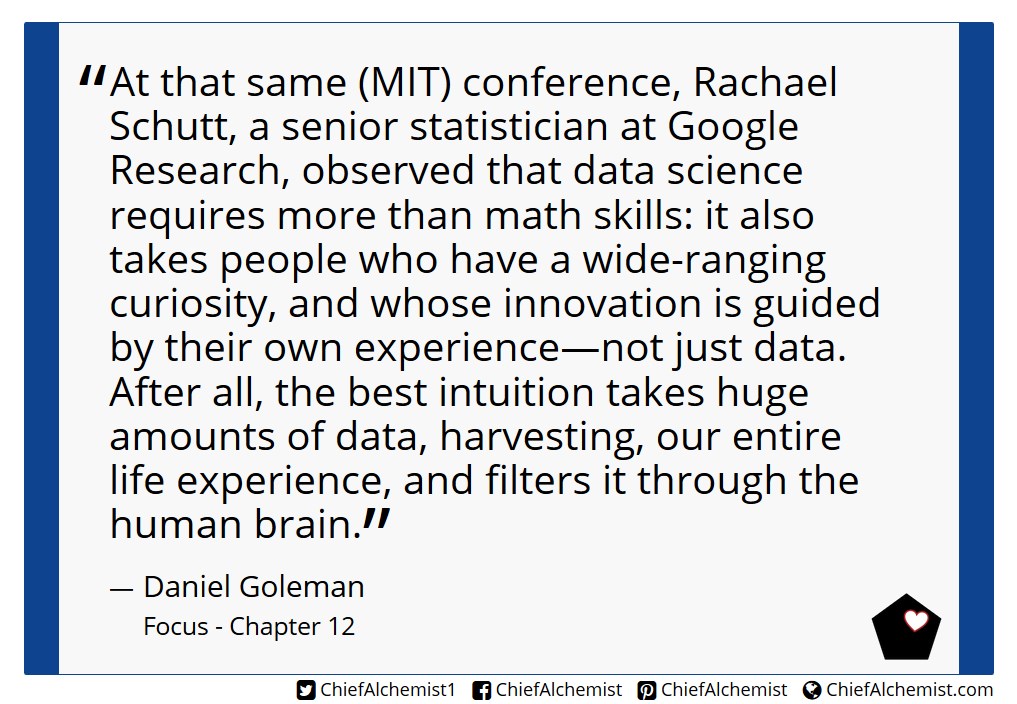 “At that same (MIT) conference, Rachael
Schutt, a senior statistician at Google
Research, observed that data science
requires more than math skills: it also
takes people who have a wide-ranging
curiosity, and whose innovation is guided
by their own experience—not just data.
After all, the best intuition takes huge
amounts of data, harvesting, our entire
life experience, and filters it through the
human brain.”
— Daniel Goleman
Focus - Chapter 12
ChiefAlchemist1 ChiefAlchemist ChiefAlchemist ChiefAlchemist.com